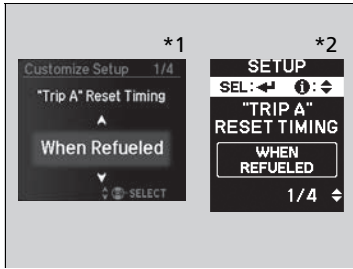 *1
Customize Setup 1/4
"Trip A" Reset Timing
When Refueled
SELECT
*2
SETUP
SEL: i:
"TRIP A"
RESET TIMING
WHEN
REFUELED
1/4